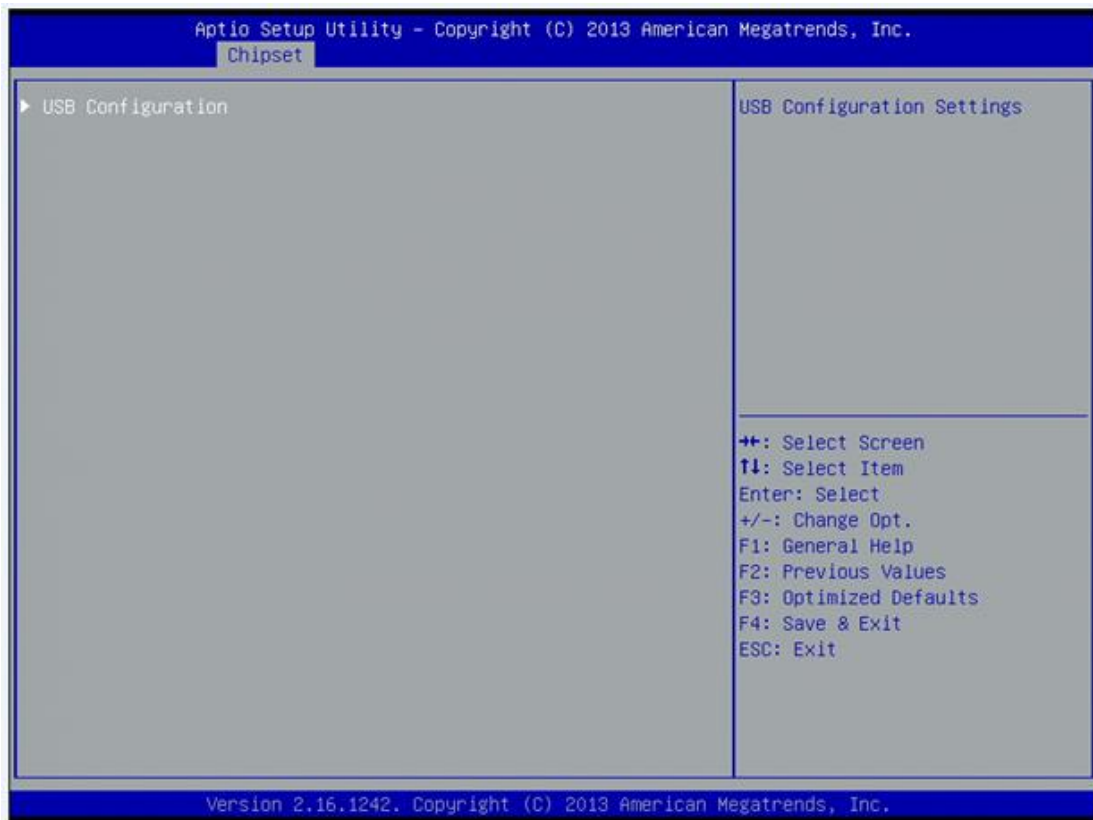 Aptio Setup Utility – Copyright (C) 2013 American Megatrends, Inc.
Chipset
▶ USB Configuration
USB Configuration Settings
→←: Select Screen
↑↓: Select Item
Enter: Select
+/-: Change Opt.
F1: General Help
F2: Previous Values
F3: Optimized Defaults
F4: Save & Exit
ESC: Exit
Version 2.16.1242. Copyright (C) 2013 American Megatrends, Inc.